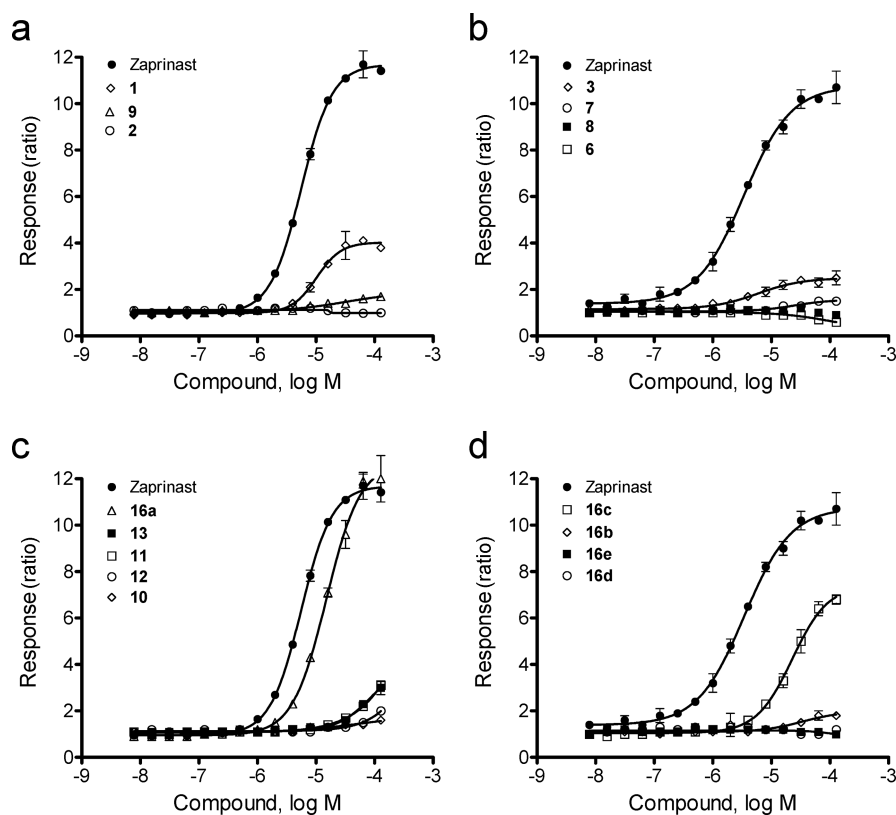 a
12
10
8
6
4
2
0
Response (ratio)
Zaprinast
1
9
2
-9 -8 -7 -6 -5 -4 -3
Compound, log M
b
12
10
8
6
4
2
0
Response (ratio)
Zaprinast
3
7
8
6
-9 -8 -7 -6 -5 -4 -3
Compound, log M
c
12
10
8
6
4
2
0
Response (ratio)
Zaprinast
16a
13
11
12
10
-9 -8 -7 -6 -5 -4 -3
Compound, log M
d
12
10
8
6
4
2
0
Response (ratio)
Zaprinast
16c
16b
16e
16d
-9 -8 -7 -6 -5 -4 -3
Compound, log M